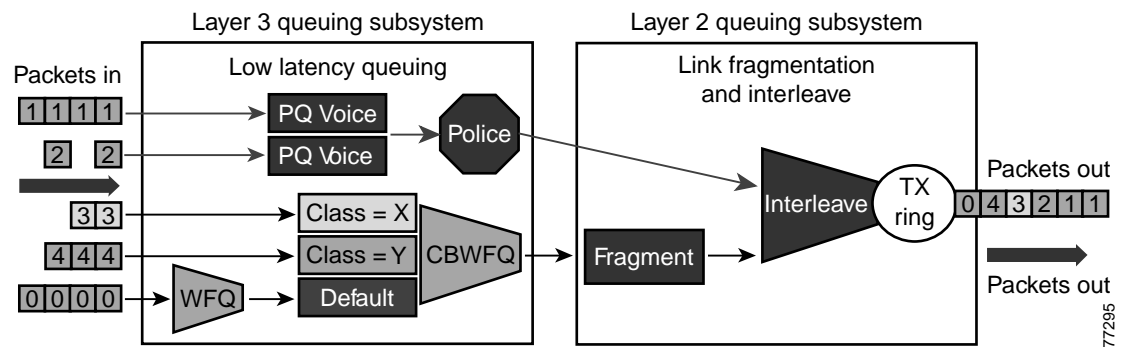 Layer 3 queuing subsystem
Layer 2 queuing subsystem
Packets in
Low latency queuing
Link fragmentation
and interleave
1 1 1 1
PQ Voice
Police
2 2
PQ Voice
3 3
Class = X
4 4 4
Class = Y
CBWFQ
0 0 0 0
WFQ
Default
Fragment
Interleave
TX
ring
Packets out
0 4 3 2 1 1
Packets out
77295